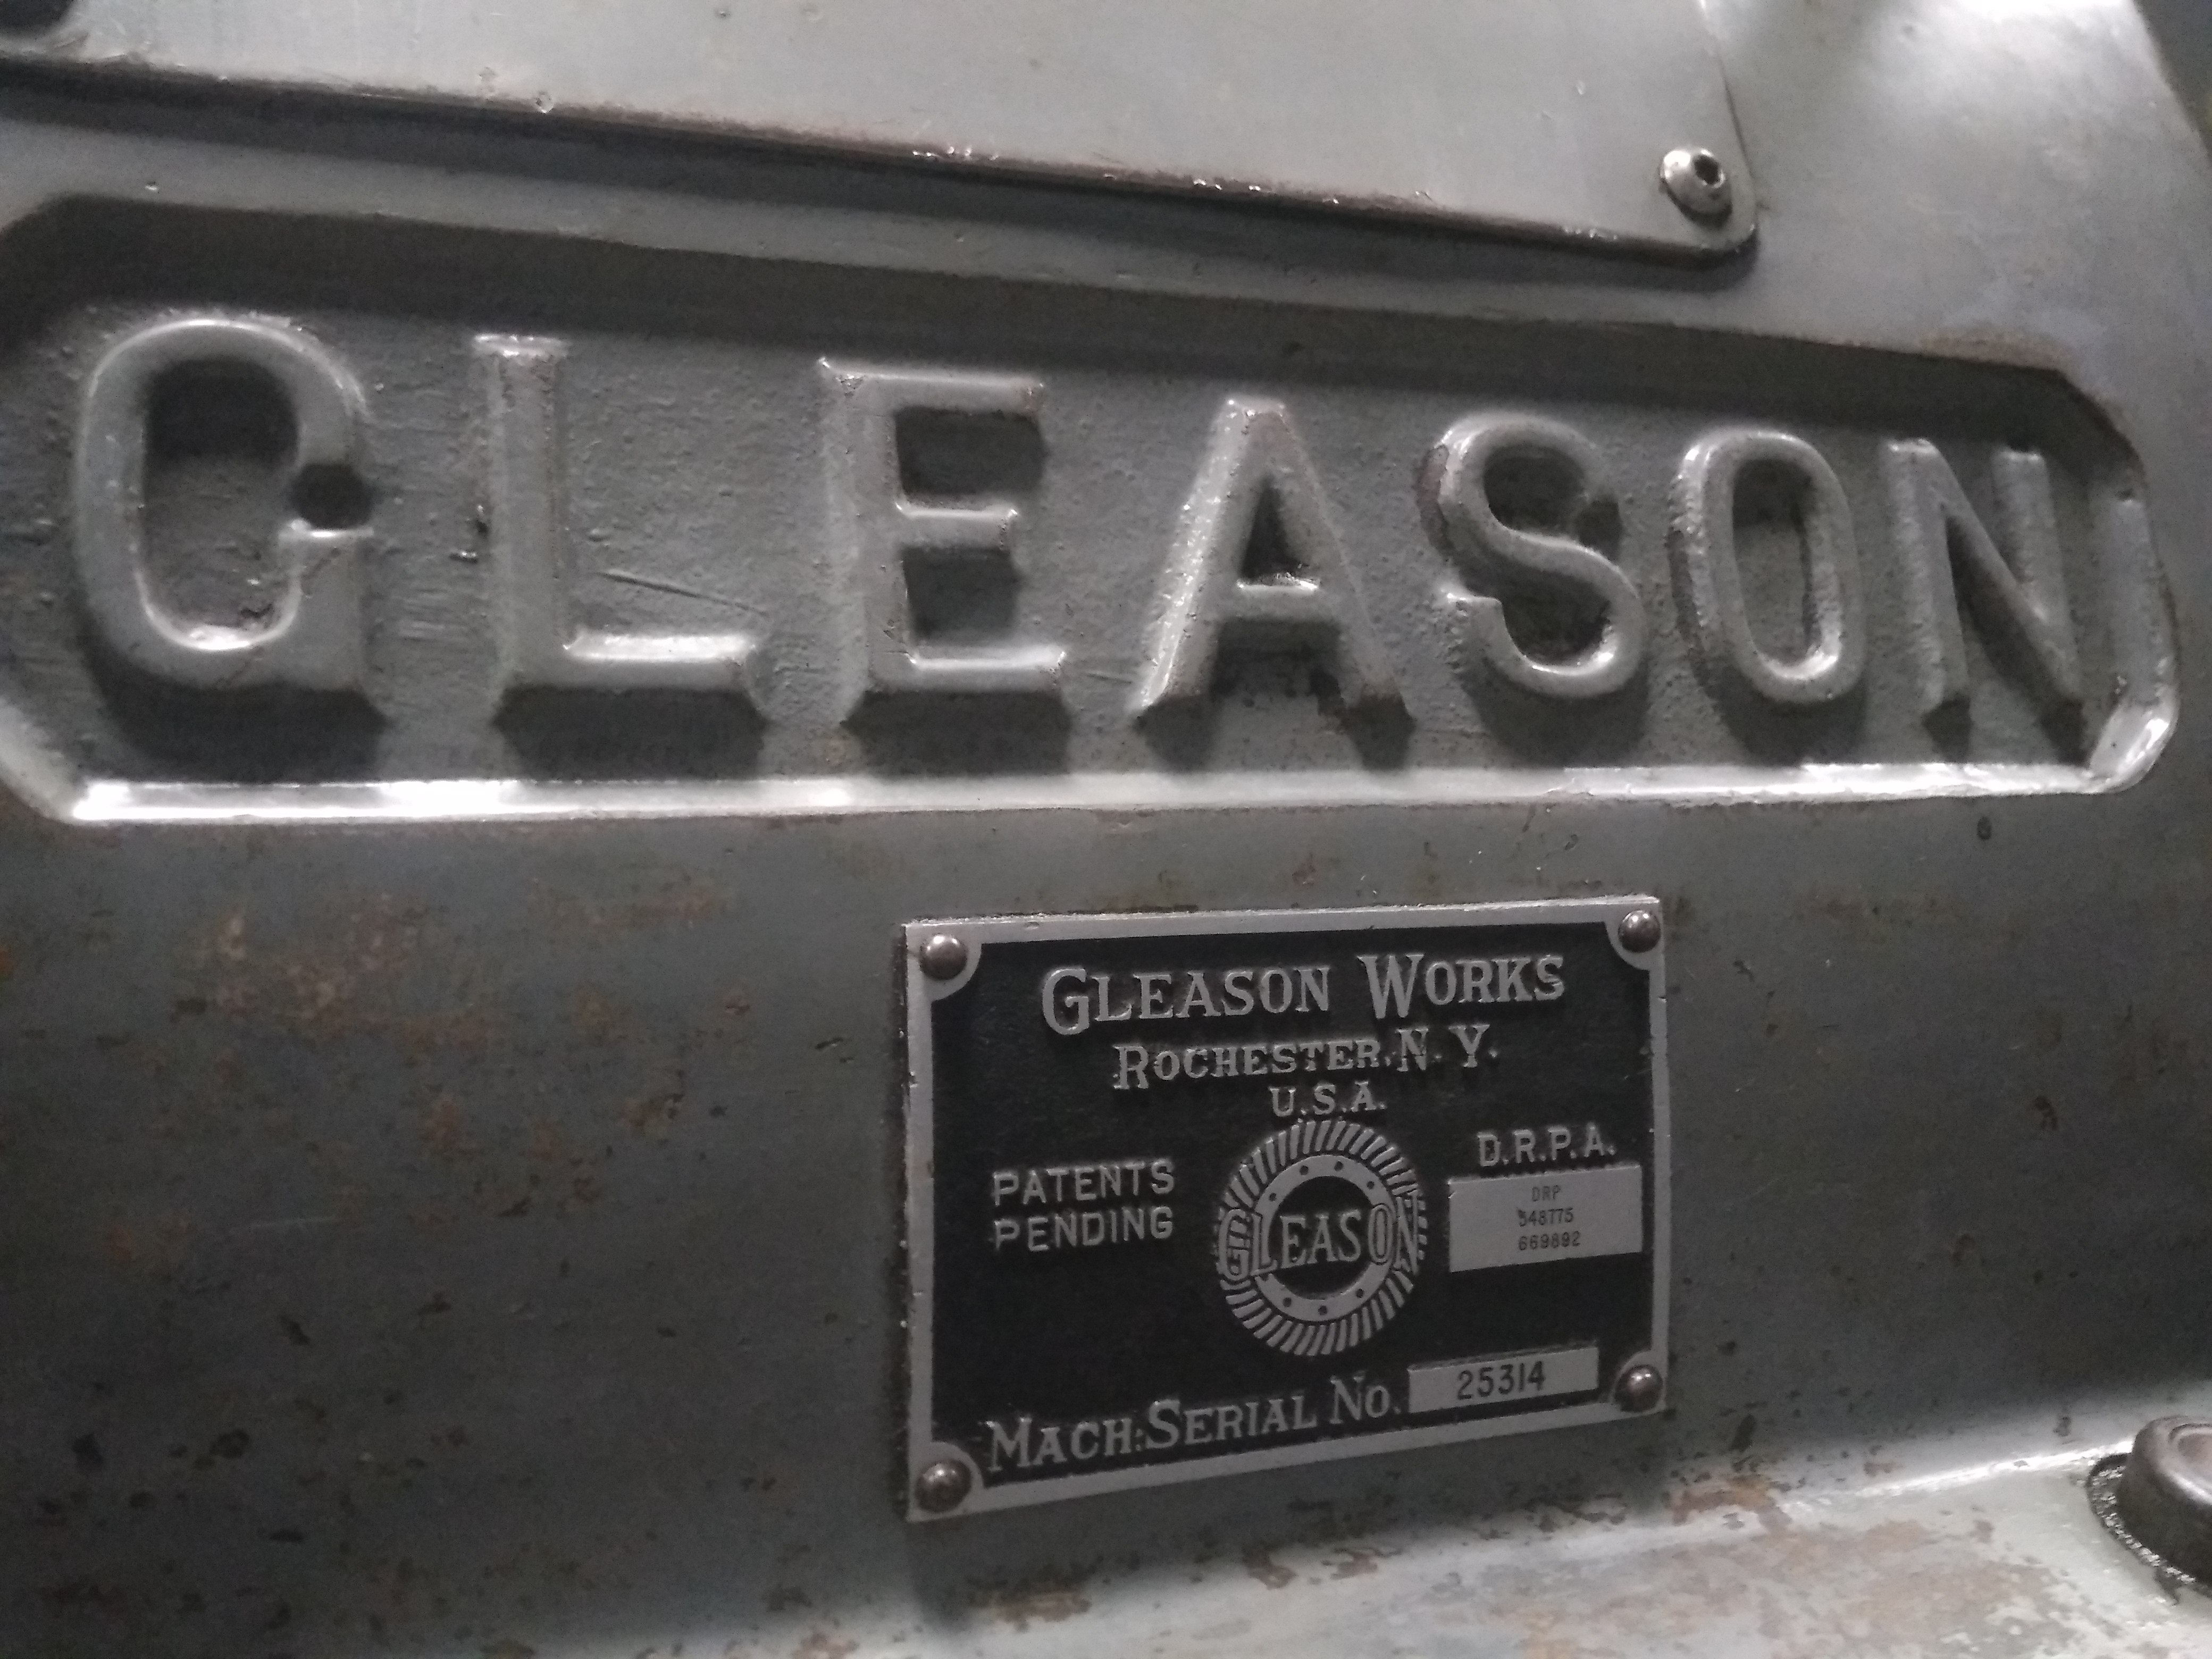 GLEASON
GLEASON WORKS
ROCHESTER, N. Y.
U.S.A.
PATENTS
PENDING
GLEASON
D.R.P.A.
DRP
548775
669892
MACH. SERIAL NO. 25314